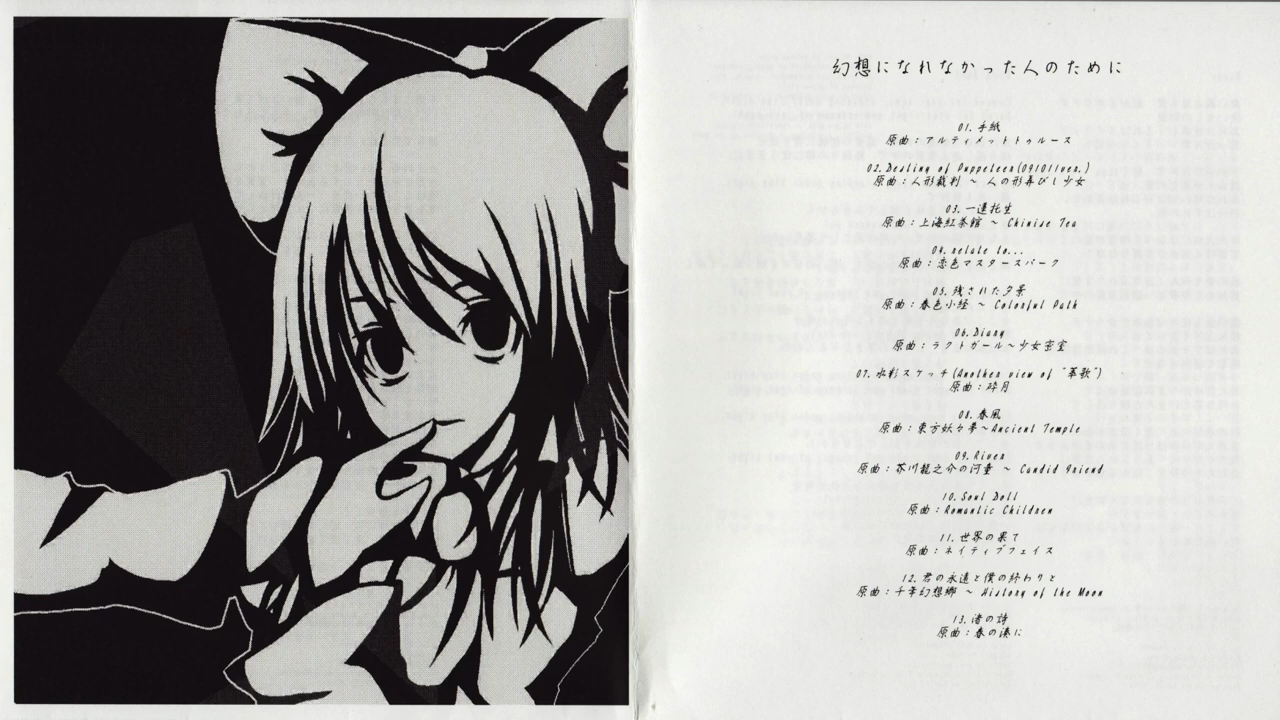 幻想になれなかった人のために
01.手紙
原曲：アルティメットトゥルース
02.Destiny of Puppeteer(091011ver.)
原曲：人形裁判 ～ 人の形弄びし少女
03.一蓮托生
原曲：上海紅茶館 ～ Chinise Tea
04.relate to...
原曲：恋色マスタースパーク
05.残された夕景
原曲：春色小径 ～ Colorful Path
06.Diary
原曲：ラクトガール～少女密室
07.水彩スケッチ(Another view of "華歌")
原曲：砕月
08.春風
原曲：東方妖々夢～Ancient Temple
09.River
原曲：芥川龍之介の河童 ～ Candid Friend
10.Soul Doll
原曲：Romantic Children
11.世界の果て
原曲：ネイティブフェイス
12.君の永遠と僕の終わりと
原曲：千年幻想郷 ～ History of the Moon
13.渚の詩
原曲：春の湊に